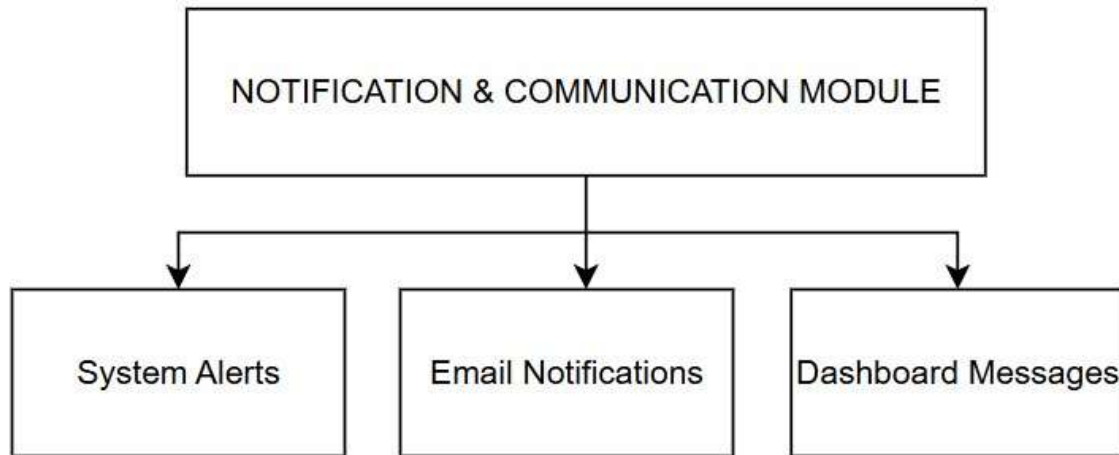 NOTIFICATION & COMMUNICATION MODULE
System Alerts
Email Notifications
Dashboard Messages